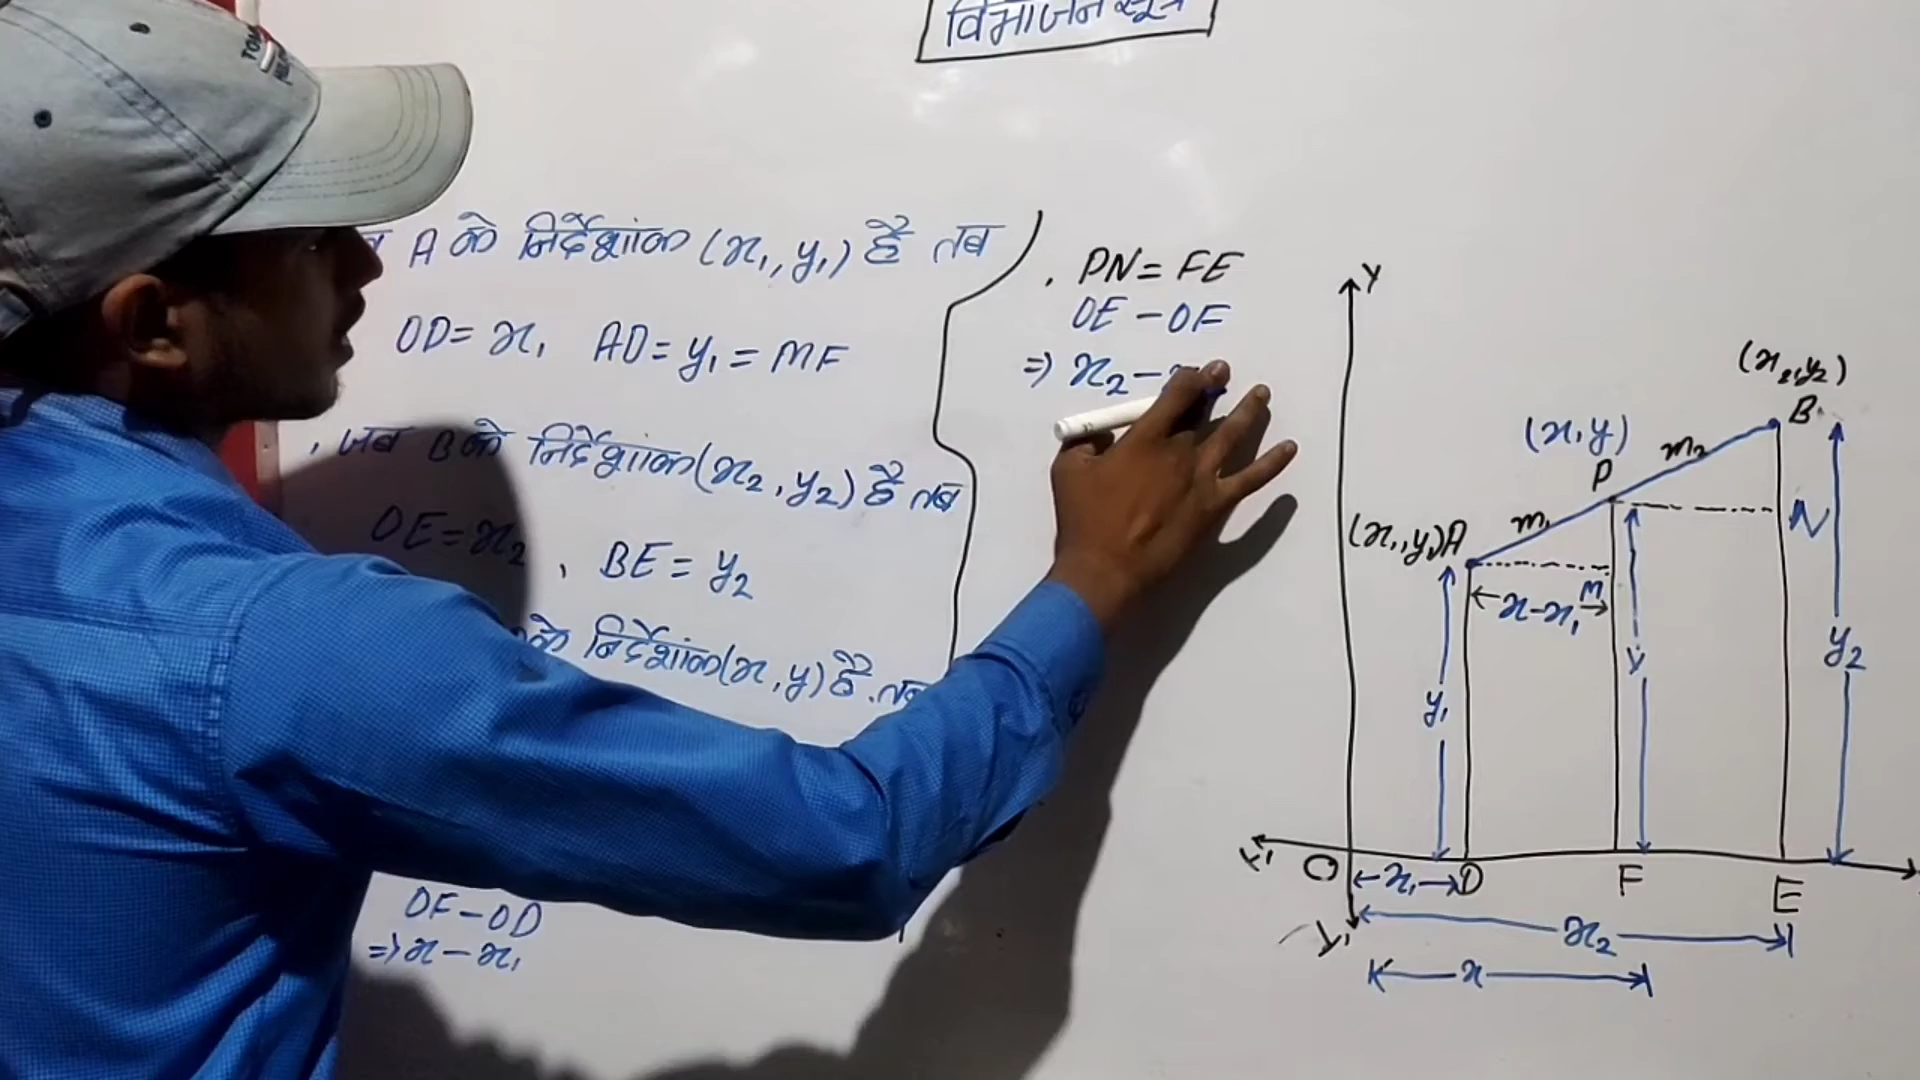 विभाजन सूत्र
A के निर्देशांक (x₁, y₁) है तब
OD = x₁ AD = y₁ = MF
, जब B के निर्देशांक (x₂, y₂) है तब
OE = x₂ , BE = y₂
के निर्देशांक (x, y) है . तब
OF - OD
⇒ x - x₁
, PN = FE
OE - OF
⇒ x₂ -
Y
(x₂, y₂)
B
(x, y)
m₂
P
N
m₁
(x₁, y₁) A
M
x - x₁
y
y₂
y₁
O
x₁
D
F
E
x₂
x